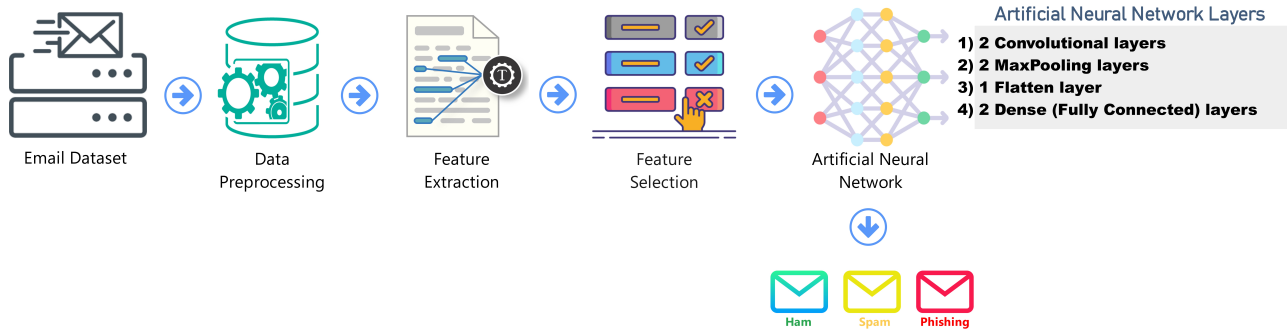 Email Dataset
Data
Preprocessing
Feature
Extraction
T
Feature
Selection
Artificial Neural
Network
Artificial Neural Network Layers
1) 2 Convolutional layers
2) 2 MaxPooling layers
3) 1 Flatten layer
4) 2 Dense (Fully Connected) layers
Ham
Spam
Phishing